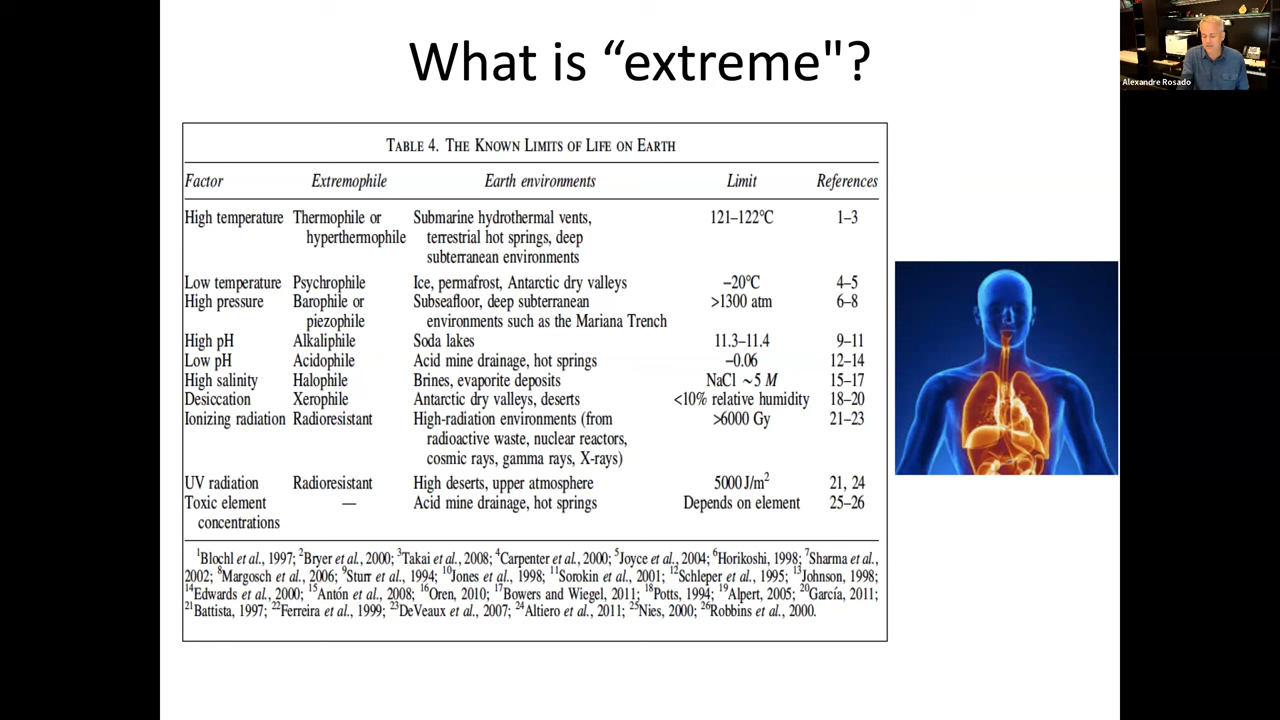 What is “extreme"?
Alexandre Rosado
TABLE 4. THE KNOWN LIMITS OF LIFE ON EARTH
Factor Extremophile Earth environments Limit References
High temperature Thermophile or Submarine hydrothermal vents, 121–122°C 1–3
hyperthermophile terrestrial hot springs, deep
subterranean environments
Low temperature Psychrophile Ice, permafrost, Antarctic dry valleys −20°C 4–5
High pressure Barophile or Subseafloor, deep subterranean >1300 atm 6–8
piezophile environments such as the Mariana Trench
High pH Alkaliphile Soda lakes 11.3–11.4 9–11
Low pH Acidophile Acid mine drainage, hot springs −0.06 12–14
High salinity Halophile Brines, evaporite deposits NaCl ~5 M 15–17
Desiccation Xerophile Antarctic dry valleys, deserts <10% relative humidity 18–20
Ionizing radiation Radioresistant High-radiation environments (from >6000 Gy 21–23
radioactive waste, nuclear reactors,
cosmic rays, gamma rays, X-rays)
UV radiation Radioresistant High deserts, upper atmosphere 5000 J/m² 21, 24
Toxic element — Acid mine drainage, hot springs Depends on element 25–26
concentrations
¹Blochl et al., 1997; ²Bryer et al., 2000; ³Takai et al., 2008; ⁴Carpenter et al., 2000; ⁵Joyce et al., 2004; ⁶Horikoshi, 1998; ⁷Sharma et al.,
2002; ⁸Margosch et al., 2006; ⁹Sturr et al., 1994; ¹⁰Jones et al., 1998; ¹¹Sorokin et al., 2001; ¹²Schleper et al., 1995; ¹³Johnson, 1998;
¹⁴Edwards et al., 2000; ¹⁵Antón et al., 2008; ¹⁶Oren, 2010; ¹⁷Bowers and Wiegel, 2011; ¹⁸Potts, 1994; ¹⁹Alpert, 2005; ²⁰García, 2011;
²¹Battista, 1997; ²²Ferreira et al., 1999; ²³DeVeaux et al., 2007; ²⁴Altiero et al., 2011; ²⁵Nies, 2000; ²⁶Robbins et al., 2000.